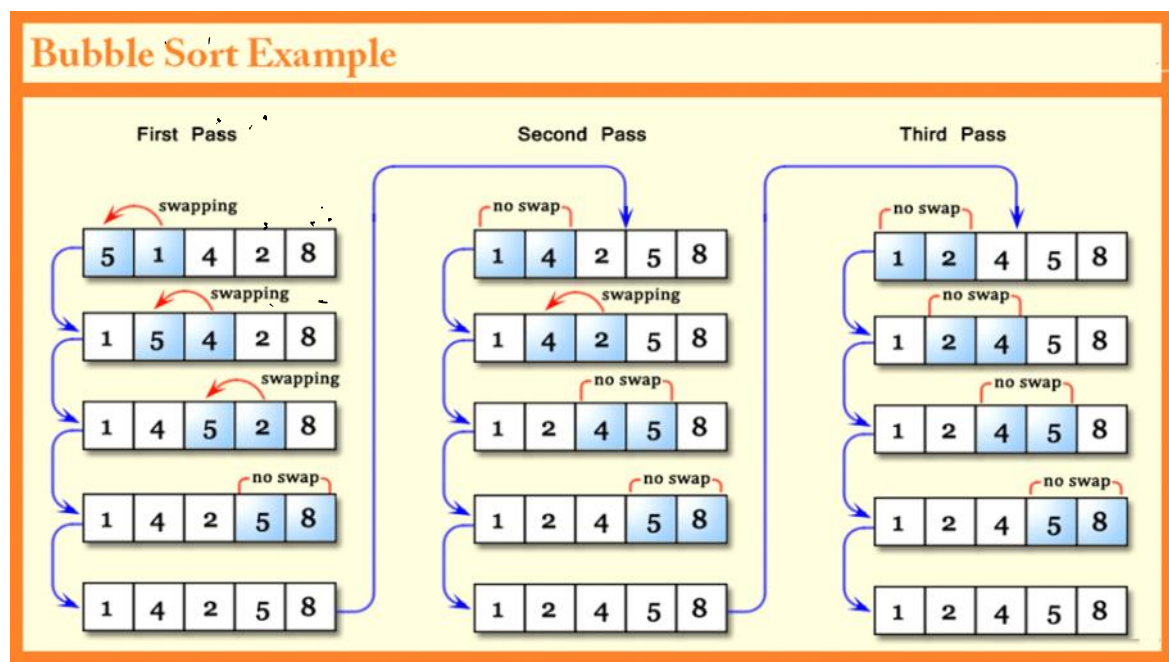 Bubble Sort Example
First Pass
swapping
5 1 4 2 8
swapping
1 5 4 2 8
swapping
1 4 5 2 8
no swap
1 4 2 5 8
1 4 2 5 8
Second Pass
no swap
1 4 2 5 8
swapping
1 4 2 5 8
no swap
1 2 4 5 8
no swap
1 2 4 5 8
1 2 4 5 8
Third Pass
no swap
1 2 4 5 8
no swap
1 2 4 5 8
no swap
1 2 4 5 8
no swap
1 2 4 5 8
1 2 4 5 8